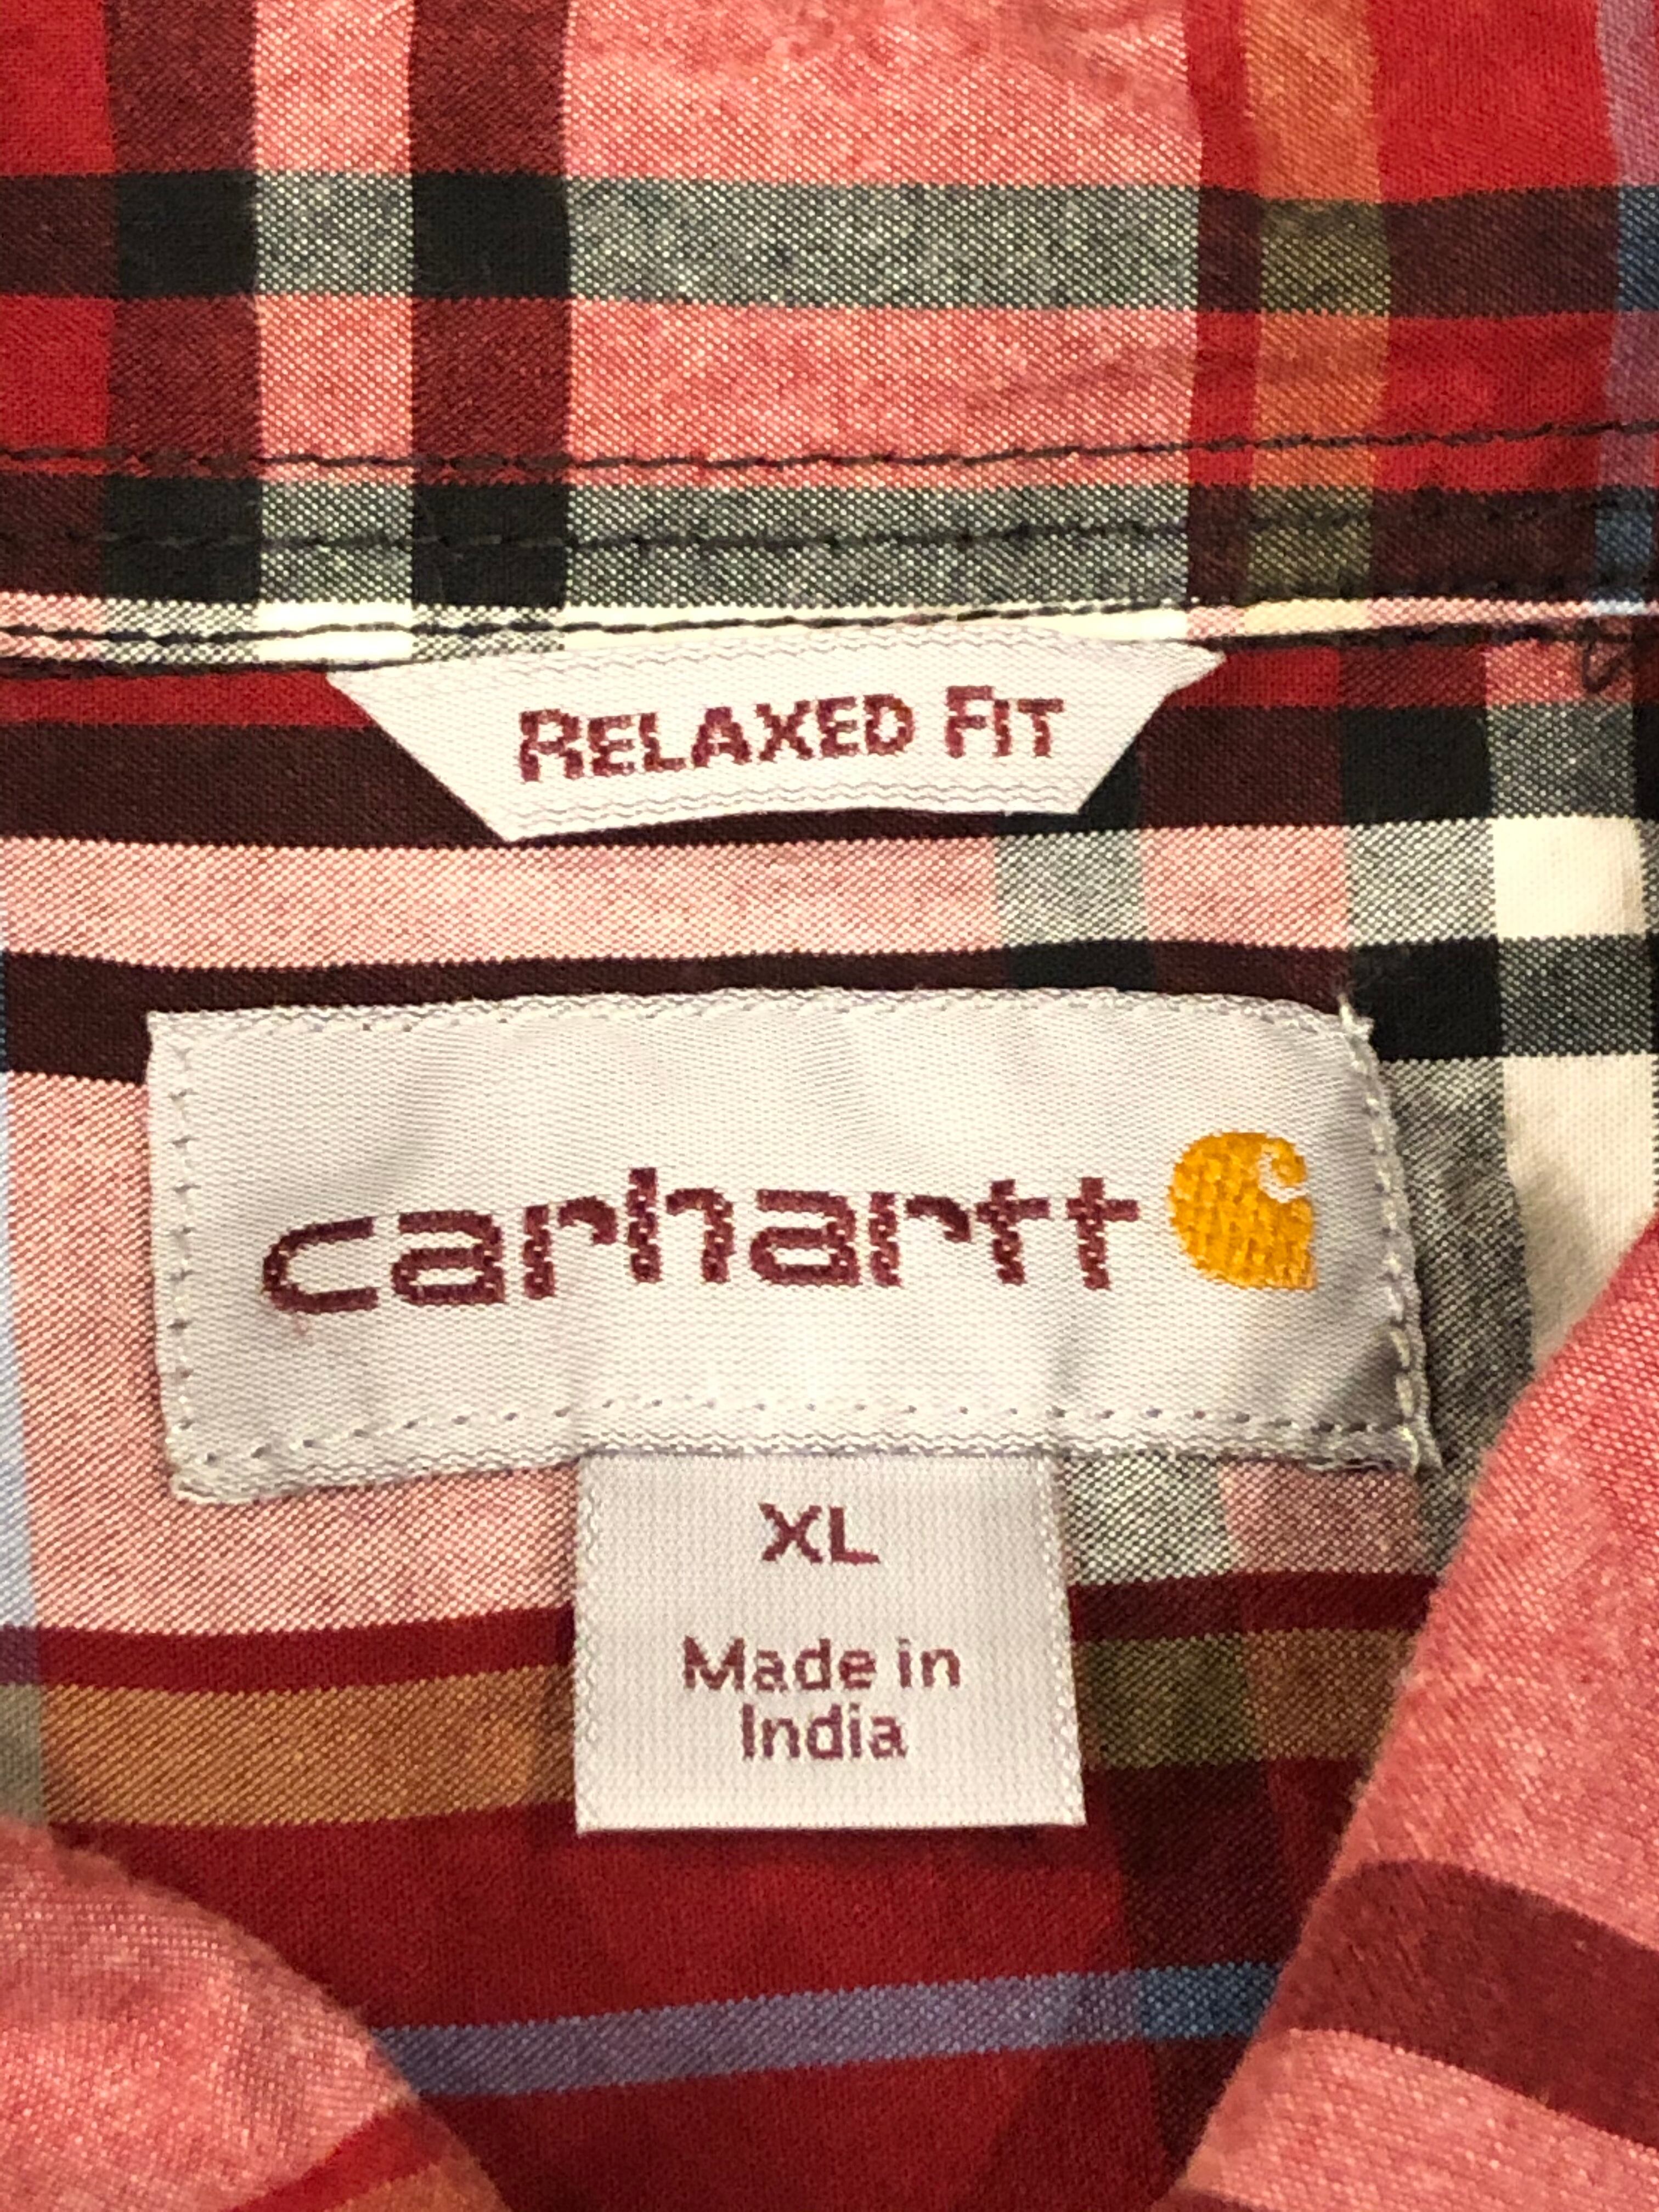 RELAXED FIT
carhartt
XL
Made in
India